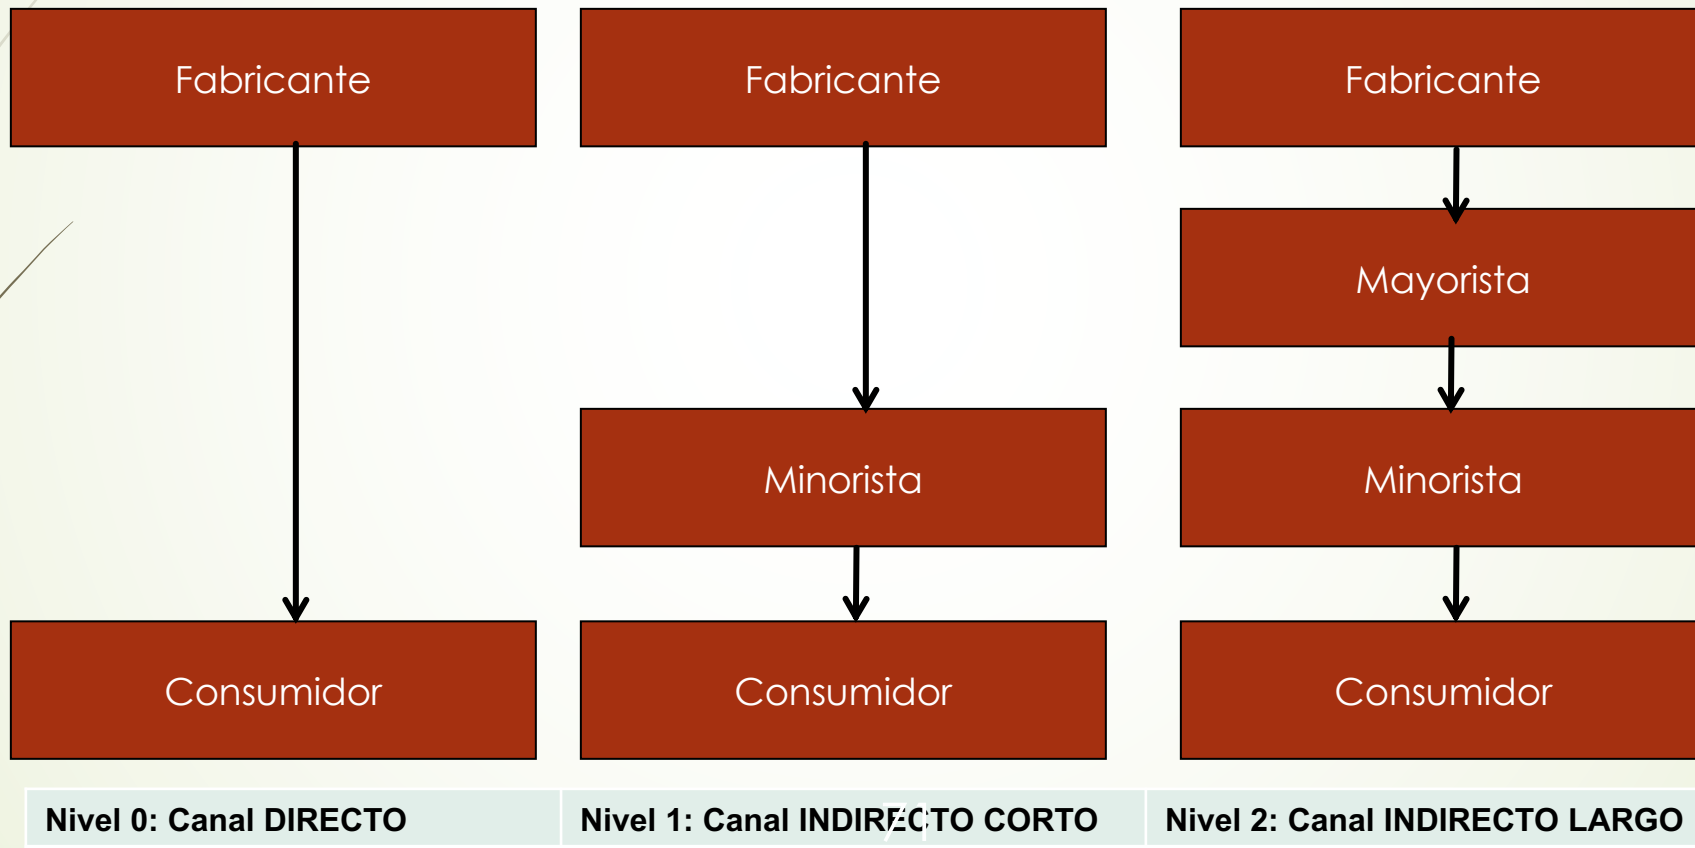 Fabricante
Fabricante
Fabricante
Mayorista
Minorista
Minorista
Consumidor
Consumidor
Consumidor
Nivel 0: Canal DIRECTO
Nivel 1: Canal INDIRECTO CORTO
Nivel 2: Canal INDIRECTO LARGO
71